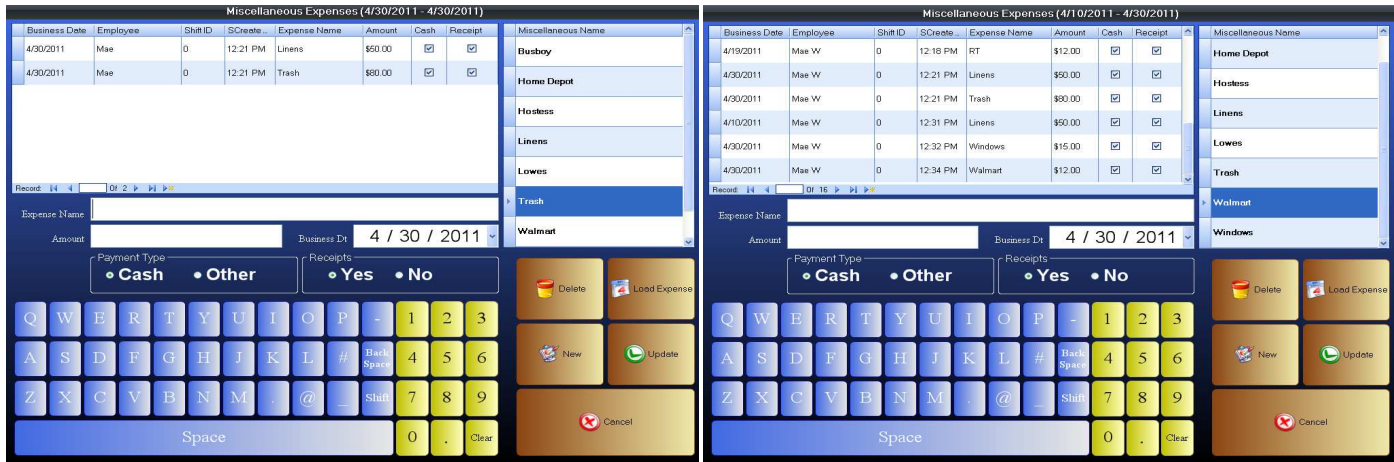 Miscellaneous Expenses (4/30/2011 - 4/30/2011)
Business Date Employee Shift ID SCreate... Expense Name Amount Cash Receipt
4/30/2011 Mae 0 12:21 PM Linens $50.00
4/30/2011 Mae 0 12:21 PM Trash $80.00
Record: Of 2
Miscellaneous Name
Busboy
Home Depot
Hostess
Linens
Lowes
Trash
Walmart
Expense Name
Amount Business Dt 4 / 30 / 2011
Payment Type Receipts
Cash Other Yes No
Delete Load Expense
New Update
Cancel
Q W E R T Y U I O P - 1 2 3
A S D F G H J K L # Back Space 4 5 6
Z X C V B N M . @ _ Shift 7 8 9
Space 0 . Clear
Miscellaneous Expenses (4/10/2011 - 4/30/2011)
Business Date Employee Shift ID SCreate... Expense Name Amount Cash Receipt
4/19/2011 Mae W 0 12:18 PM RT $12.00
4/30/2011 Mae W 0 12:21 PM Linens $50.00
4/30/2011 Mae W 0 12:21 PM Trash $80.00
4/10/2011 Mae W 0 12:31 PM Linens $50.00
4/30/2011 Mae W 0 12:32 PM Windows $15.00
4/30/2011 Mae W 0 12:34 PM Walmart $12.00
Record: Of 16
Miscellaneous Name
Home Depot
Hostess
Linens
Lowes
Trash
Walmart
Windows
Expense Name
Amount Business Dt 4 / 30 / 2011
Payment Type Receipts
Cash Other Yes No
Delete Load Expense
New Update
Cancel
Q W E R T Y U I O P - 1 2 3
A S D F G H J K L # Back Space 4 5 6
Z X C V B N M . @ _ Shift 7 8 9
Space 0 . Clear